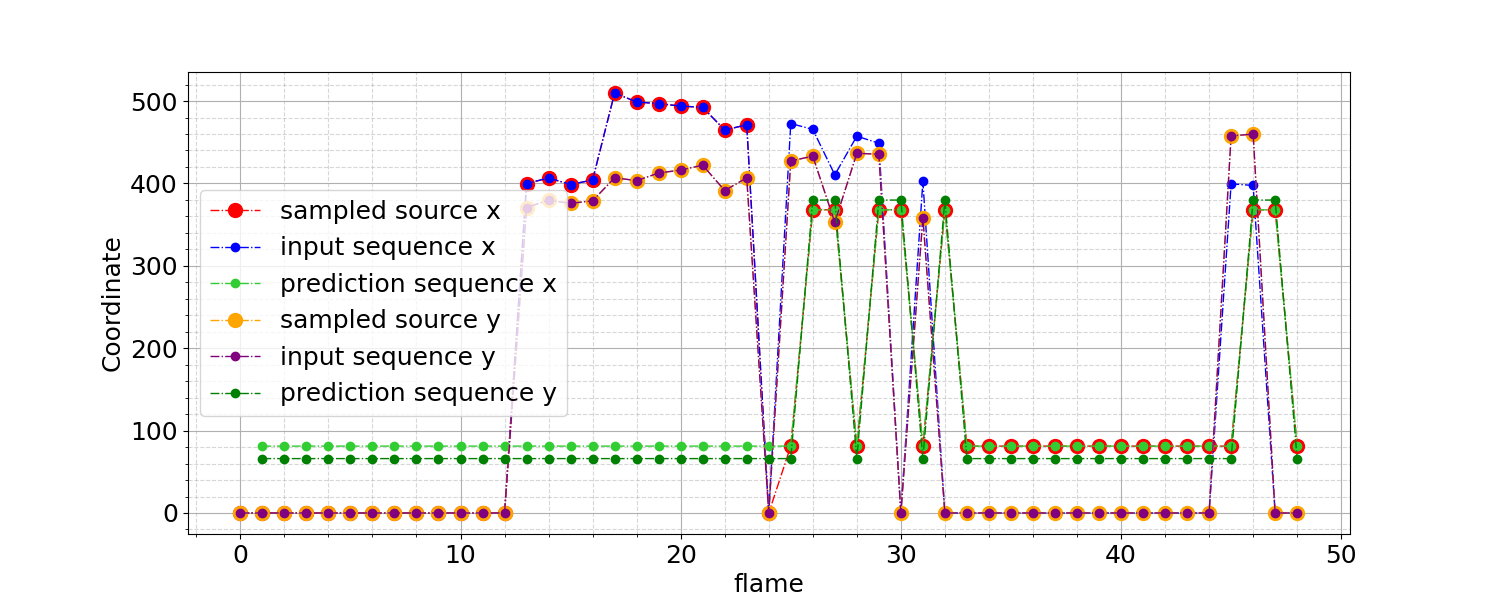 500
400
300
200
100
0
Coordinate
sampled source x
input sequence x
prediction sequence x
sampled source y
input sequence y
prediction sequence y
0 10 20 30 40 50
flame